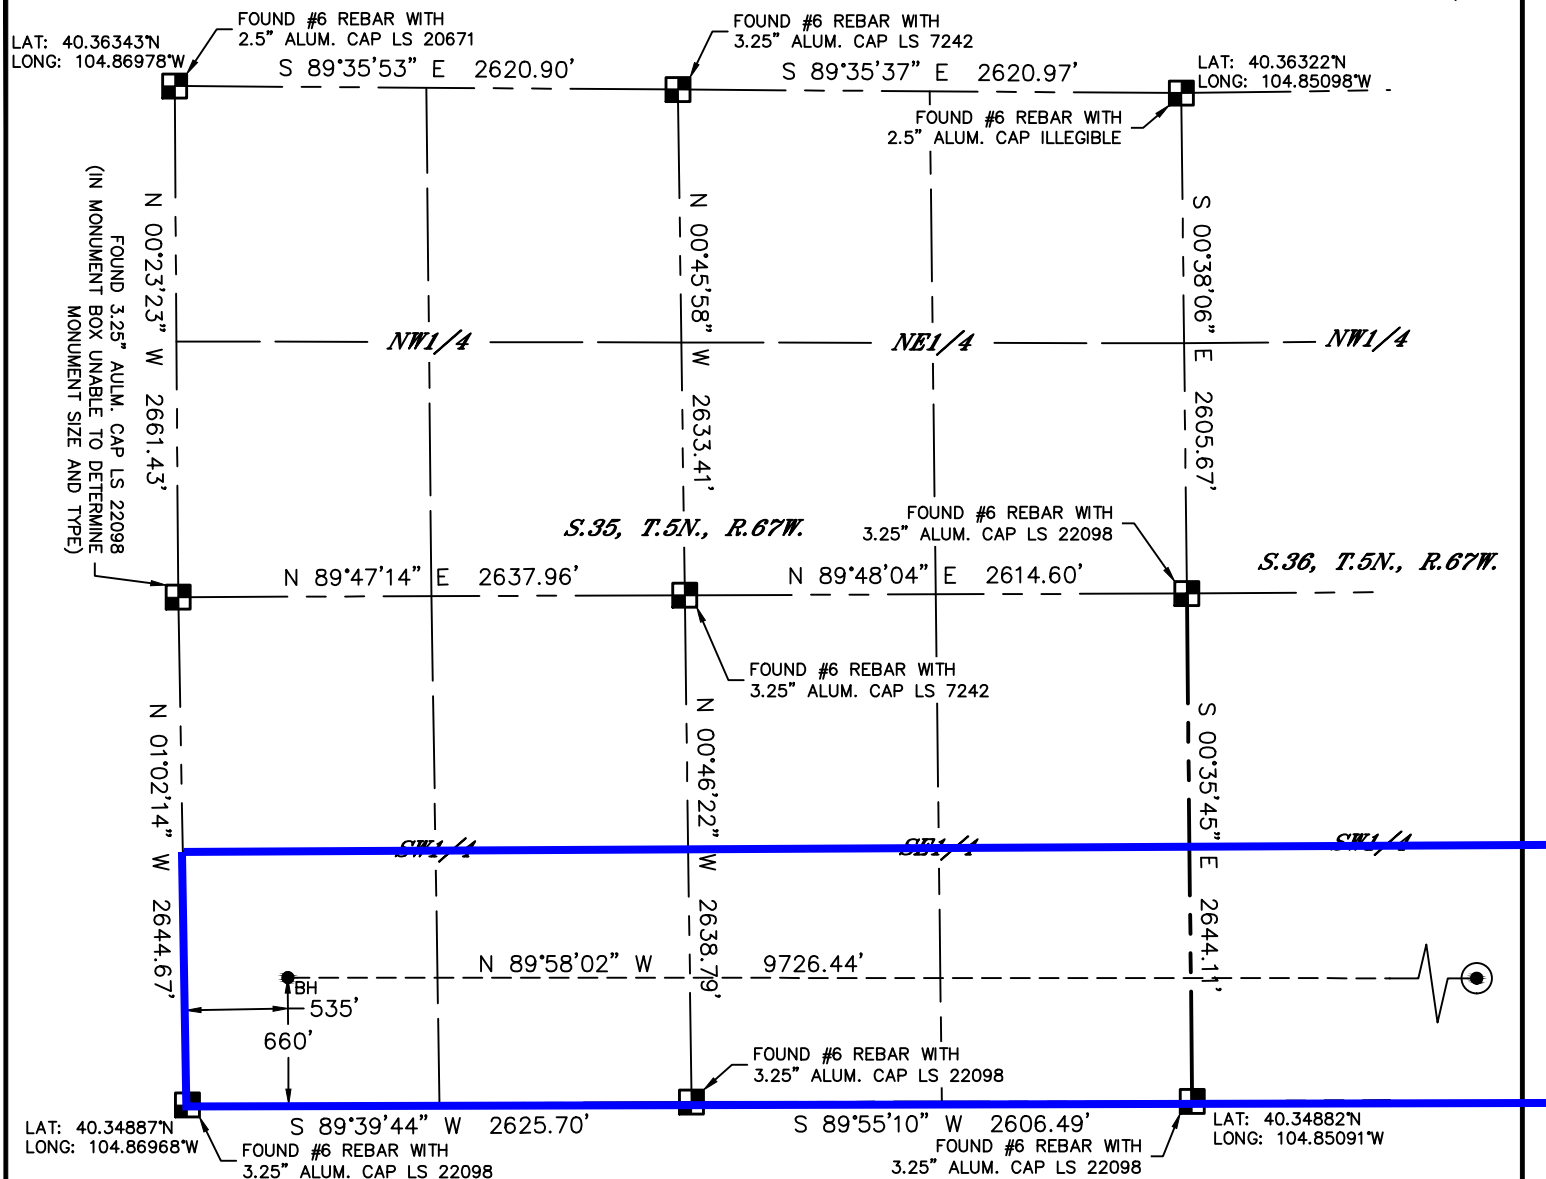 FOUND #6 REBAR WITH
2.5" ALUM. CAP LS 20671
FOUND #6 REBAR WITH
3.25" ALUM. CAP LS 7242
LAT: 40.36343°N
LONG: 104.86978°W
S 89°35'53" E 2620.90'
S 89°35'37" E 2620.97'
LAT: 40.36322°N
LONG: 104.85098°W
FOUND #6 REBAR WITH
2.5" ALUM. CAP ILLEGIBLE
N 00°23'23" W 2661.43'
N 00°45'58" W 2633.41'
S 00°38'06" E 2605.67'
FOUND 3.25" AULM. CAP LS 22098
(IN MONUMENT BOX UNABLE TO DETERMINE
MONUMENT SIZE AND TYPE)
NW1/4
NE1/4
NW1/4
S.35, T.5N., R.67W.
FOUND #6 REBAR WITH
3.25" ALUM. CAP LS 22098
S.36, T.5N., R.67W.
N 89°47'14" E 2637.96'
N 89°48'04" E 2614.60'
FOUND #6 REBAR WITH
3.25" ALUM. CAP LS 7242
N 01°02'14" W 2644.67'
N 00°46'22" W 2638.79'
S 00°35'45" E 2644.11'
SW1/4
SE1/4
SW1/4
N 89°58'02" W 9726.44'
BH
535'
660'
FOUND #6 REBAR WITH
3.25" ALUM. CAP LS 22098
S 89°39'44" W 2625.70'
S 89°55'10" W 2606.49'
LAT: 40.34887°N
LONG: 104.86968°W
FOUND #6 REBAR WITH
3.25" ALUM. CAP LS 22098
FOUND #6 REBAR WITH
3.25" ALUM. CAP LS 22098
LAT: 40.34882°N
LONG: 104.85091°W